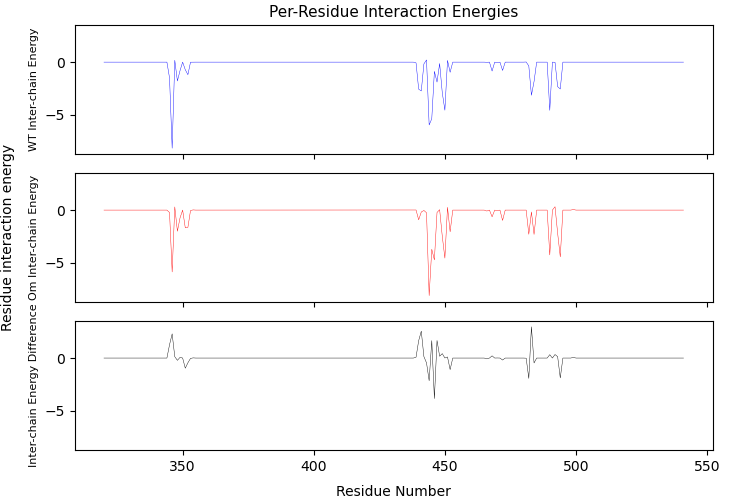 Per-Residue Interaction Energies
Residue interaction energy
WT Inter-chain Energy
0
−5
Om Inter-chain Energy
0
−5
Inter-chain Energy Difference
0
−5
350
400
450
500
550
Residue Number